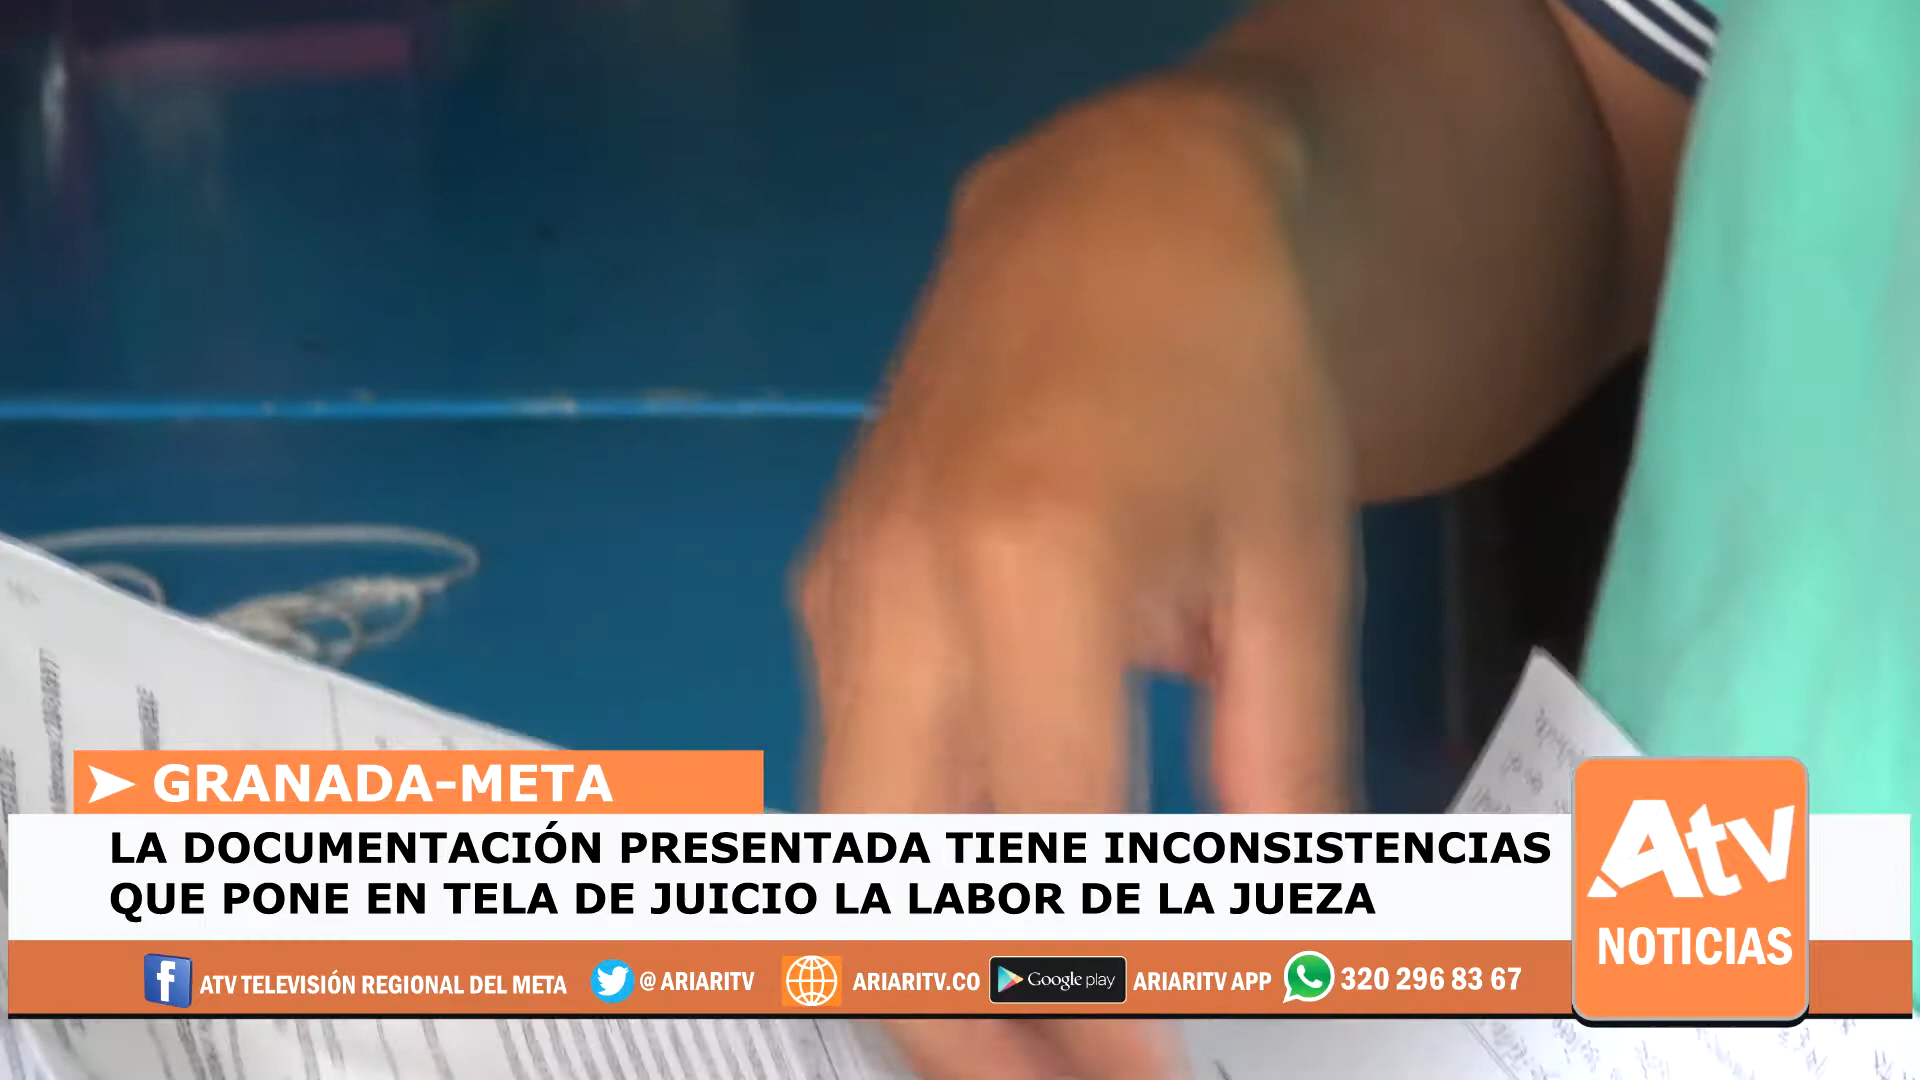 GRANADA-META
LA DOCUMENTACIÓN PRESENTADA TIENE INCONSISTENCIAS
QUE PONE EN TELA DE JUICIO LA LABOR DE LA JUEZA
Atv
NOTICIAS
ATV TELEVISIÓN REGIONAL DEL META @ ARIARITV ARIARITV.CO Google play ARIARITV APP 320 296 83 67